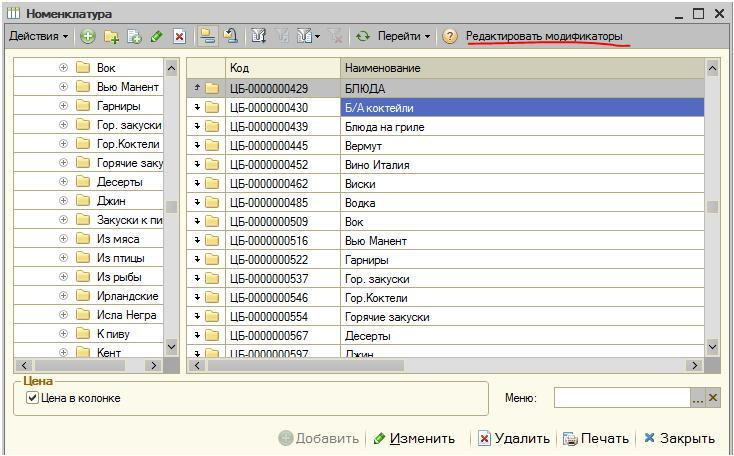 Номенклатура
Действия
Перейти
Редактировать модификаторы
Вок
Вью Манент
Гарниры
Гор. закуски
Гор.Коктели
Горячие заку
Десерты
Джин
Закуски к пи
Из мяса
Из птицы
Из рыбы
Ирландские
Исла Негра
К пиву
Кент
Код Наименование
ЦБ-0000000429 БЛЮДА
ЦБ-0000000430 Б/А коктейли
ЦБ-0000000439 Блюда на гриле
ЦБ-0000000445 Вермут
ЦБ-0000000452 Вино Италия
ЦБ-0000000462 Виски
ЦБ-0000000485 Водка
ЦБ-0000000509 Вок
ЦБ-0000000516 Вью Манент
ЦБ-0000000522 Гарниры
ЦБ-0000000537 Гор. закуски
ЦБ-0000000546 Гор.Коктели
ЦБ-0000000554 Горячие закуски
ЦБ-0000000567 Десерты
ЦБ-0000000597 Джин
Цена
Цена в колонке
Меню:
Добавить Изменить Удалить Печать Закрыть